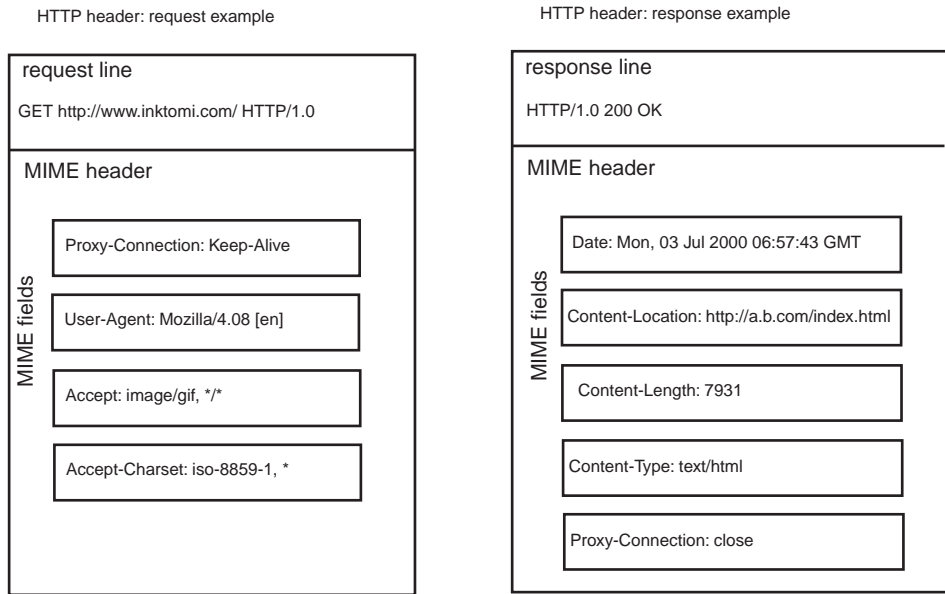 HTTP header: request example
request line
GET http://www.inktomi.com/ HTTP/1.0
MIME header
MIME fields
Proxy-Connection: Keep-Alive
User-Agent: Mozilla/4.08 [en]
Accept: image/gif, */*
Accept-Charset: iso-8859-1, *
HTTP header: response example
response line
HTTP/1.0 200 OK
MIME header
MIME fields
Date: Mon, 03 Jul 2000 06:57:43 GMT
Content-Location: http://a.b.com/index.html
Content-Length: 7931
Content-Type: text/html
Proxy-Connection: close